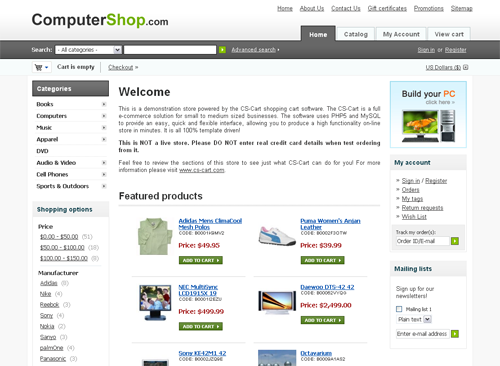 Home About Us Contact Us Gift certificates Promotions Sitemap
ComputerShop.com
Home Catalog My Account View cart
Search: - All categories - Advanced search Sign in or Register
Cart is empty Checkout » US Dollars ($)
Categories
Books
Computers
Music
Apparel
DVD
Audio & Video
Cell Phones
Sports & Outdoors
Shopping options
Price
$0.00 - $50.00 (51)
$50.00 - $100.00 (18)
$100.00 - $150.00 (8)
Manufacturer
Adidas (8)
Nike (4)
Reebok (3)
Sony (4)
Nokia (2)
Sanyo (3)
palmOne (4)
Panasonic (3)
Welcome
This is a demonstration store powered by the CS-Cart shopping cart software. The CS-Cart is a full
e-commerce solution for small to medium sized businesses. The software uses PHP5 and MySQL
to provide an easy, quick and flexible interface, allowing you to produce a high functionality on-line
store in minutes. It is all 100% template driven!
This is NOT a live store. Please DO NOT enter real credit card details when test ordering
from it.
Feel free to review the sections of this store to see just what CS-Cart can do for you! For more
information please visit www.cs-cart.com.
Featured products
Adidas Mens ClimaCool
Mesh Polos
CODE:
Price: $49.95
ADD TO CART
Puma Women's Anjan
Leather
CODE:
Price: $39.99
ADD TO CART
NEC MultiSync
LCD1915X 19
CODE:
Price: $499.99
ADD TO CART
Daewoo DTS-42 42
CODE:
Price: $2,499.00
ADD TO CART
Sony KE42M1 42
CODE:
Octavarium
CODE:
Build your PC
click here »
My account
Sign in / Register
Orders
My tags
Return requests
Wish List
Track my order(s):
Order ID/E-mail
Mailing lists
Sign up for our
newsletters!
Mailing list 1
Plain text
Enter e-mail address